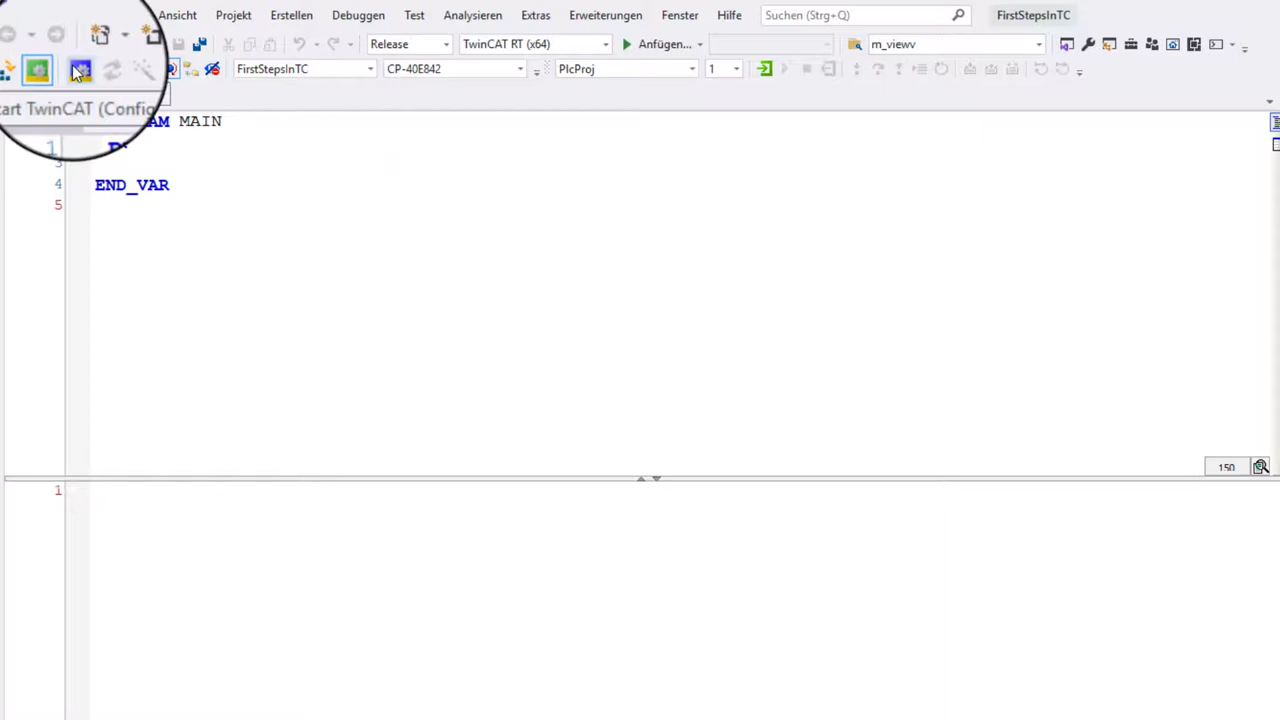 Ansicht Projekt Erstellen Debuggen Test Analysieren Extras Erweiterungen Fenster Hilfe Suchen (Strg+Q) FirstStepsInTC
Release TwinCAT RT (x64) Anfügen... m_viewv
FirstStepsInTC CP-40E842 PlcProj 1
TwinCAT (Config
MAIN
1
3
4 END_VAR
5
150
1